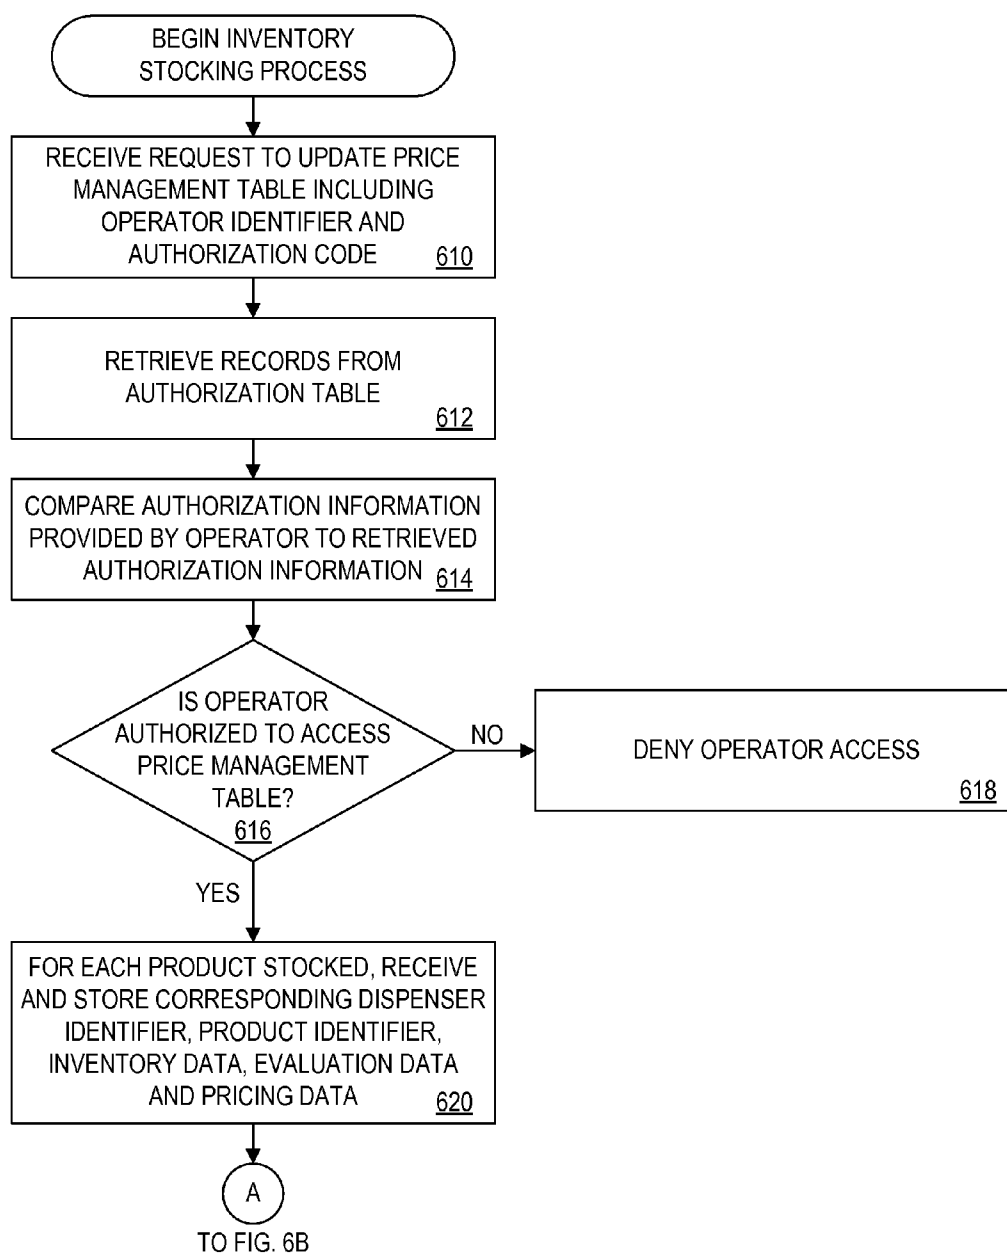 BEGIN INVENTORY
STOCKING PROCESS
RECEIVE REQUEST TO UPDATE PRICE
MANAGEMENT TABLE INCLUDING
OPERATOR IDENTIFIER AND
AUTHORIZATION CODE
610
RETRIEVE RECORDS FROM
AUTHORIZATION TABLE
612
COMPARE AUTHORIZATION INFORMATION
PROVIDED BY OPERATOR TO RETRIEVED
AUTHORIZATION INFORMATION
614
IS OPERATOR
AUTHORIZED TO ACCESS
PRICE MANAGEMENT
TABLE?
616
NO
DENY OPERATOR ACCESS
618
YES
FOR EACH PRODUCT STOCKED, RECEIVE
AND STORE CORRESPONDING DISPENSER
IDENTIFIER, PRODUCT IDENTIFIER,
INVENTORY DATA, EVALUATION DATA
AND PRICING DATA
620
A
TO FIG. 6B